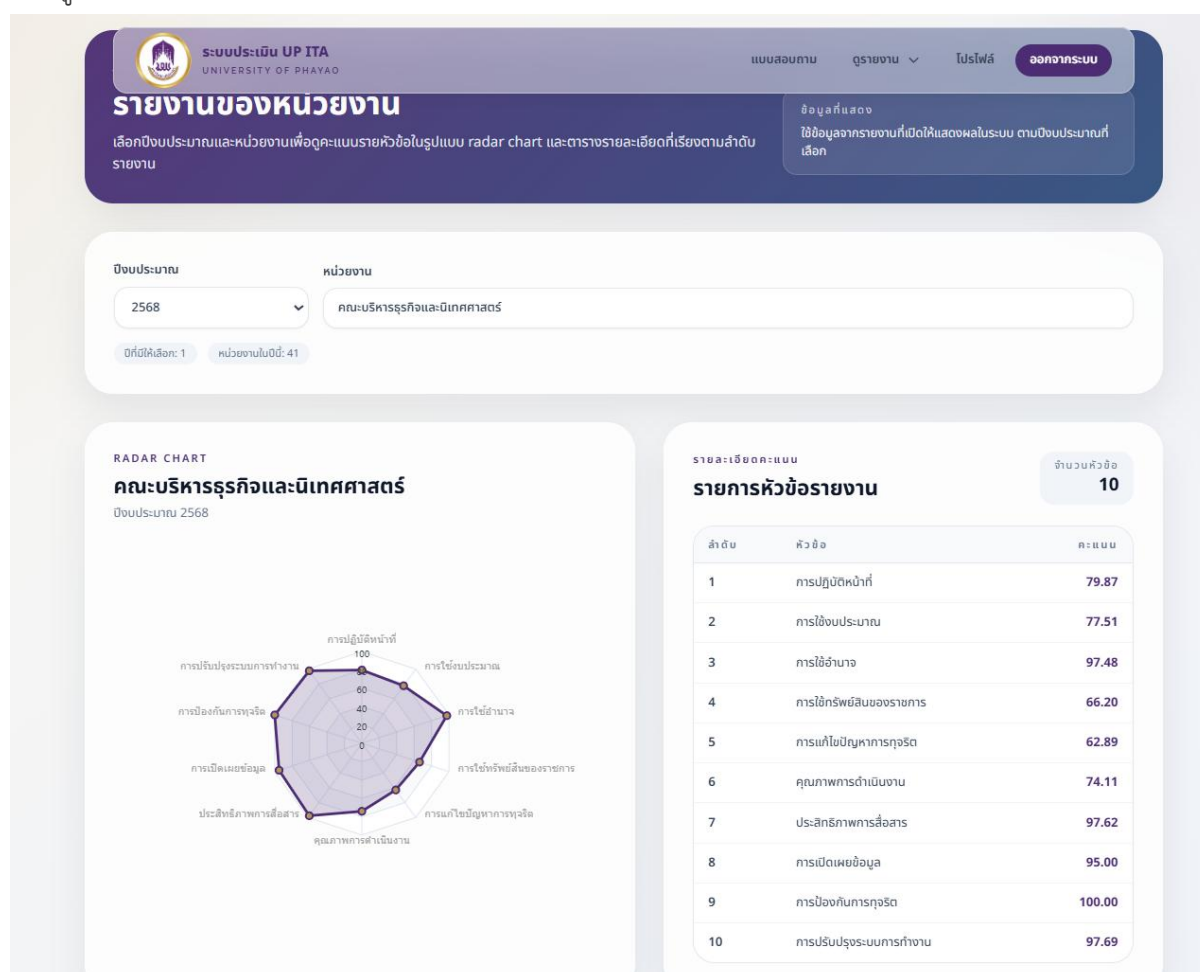 ระบบประเมิน UP ITA
UNIVERSITY OF PHAYAO
แบบสอบถาม
ดูรายงาน
โปรไฟล์
ออกจากระบบ
รายงานของหน่วยงาน
เลือกปีงบประมาณและหน่วยงานเพื่อดูคะแนนรายหัวข้อในรูปแบบ radar chart และตารางรายละเอียดที่เรียงตามลำดับ
รายงาน
ข้อมูลที่แสดง
ใช้ข้อมูลจากรายงานที่เปิดให้แสดงผลในระบบ ตามปีงบประมาณที่
เลือก
ปีงบประมาณ
หน่วยงาน
2568
คณะบริหารธุรกิจและนิเทศศาสตร์
ปีที่มีให้เลือก: 1
หน่วยงานในปีนี้: 41
RADAR CHART
คณะบริหารธุรกิจและนิเทศศาสตร์
ปีงบประมาณ 2568
การปฏิบัติหน้าที่
การใช้งบประมาณ
การใช้อำนาจ
การใช้ทรัพย์สินของราชการ
การแก้ไขปัญหาการทุจริต
คุณภาพการดำเนินงาน
ประสิทธิภาพการสื่อสาร
การเปิดเผยข้อมูล
การป้องกันการทุจริต
การปรับปรุงระบบการทำงาน
100
80
60
40
20
0
รายละเอียดคะแนน
รายการหัวข้อรายงาน
จำนวนหัวข้อ
10
ลำดับ หัวข้อ คะแนน
1 การปฏิบัติหน้าที่ 79.87
2 การใช้งบประมาณ 77.51
3 การใช้อำนาจ 97.48
4 การใช้ทรัพย์สินของราชการ 66.20
5 การแก้ไขปัญหาการทุจริต 62.89
6 คุณภาพการดำเนินงาน 74.11
7 ประสิทธิภาพการสื่อสาร 97.62
8 การเปิดเผยข้อมูล 95.00
9 การป้องกันการทุจริต 100.00
10 การปรับปรุงระบบการทำงาน 97.69